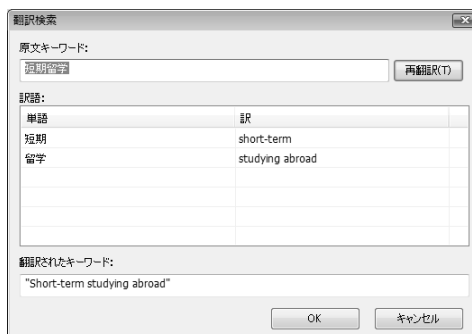 翻訳検索
原文キーワード:
短期留学
再翻訳(T)
訳語:
単語 訳
短期 short-term
留学 studying abroad
翻訳されたキーワード:
"Short-term studying abroad"
OK キャンセル